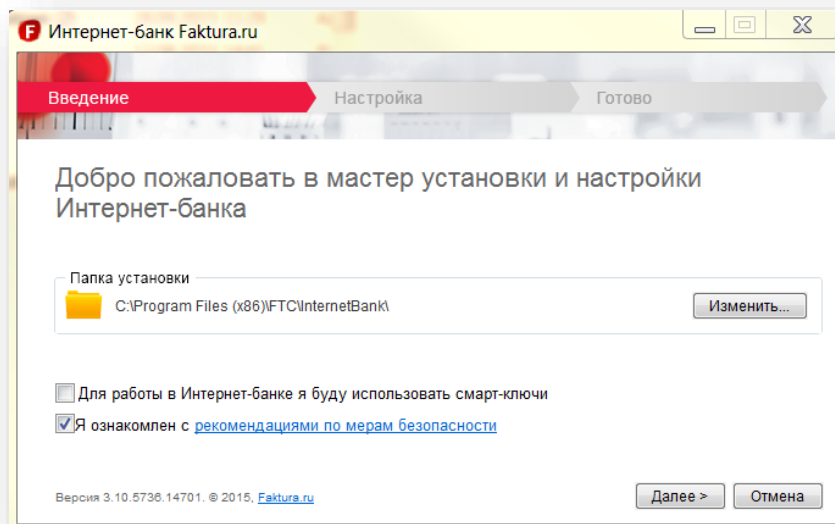 Интернет-банк Faktura.ru
Введение
Настройка
Готово
Добро пожаловать в мастер установки и настройки
Интернет-банка
Папка установки
C:\Program Files (x86)\FTC\InternetBank\
Изменить...
Для работы в Интернет-банке я буду использовать смарт-ключи
Я ознакомлен с рекомендациями по мерам безопасности
Версия 3.10.5736.14701. © 2015, Faktura.ru
Далее >
Отмена